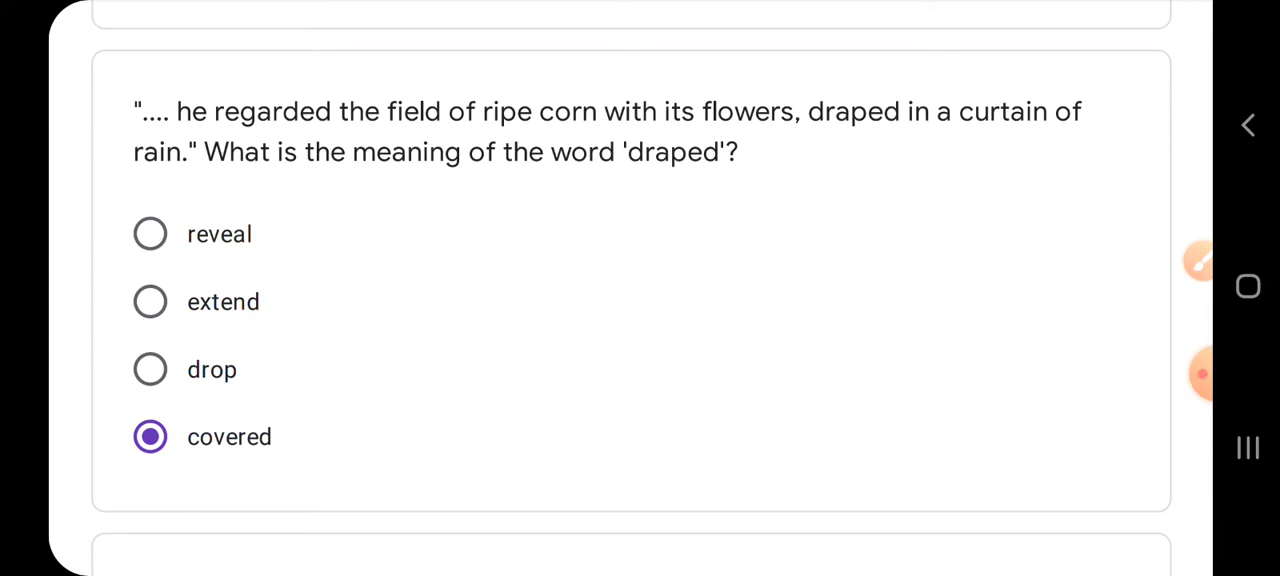 ".... he regarded the field of ripe corn with its flowers, draped in a curtain of
rain." What is the meaning of the word 'draped'?
reveal
extend
drop
covered